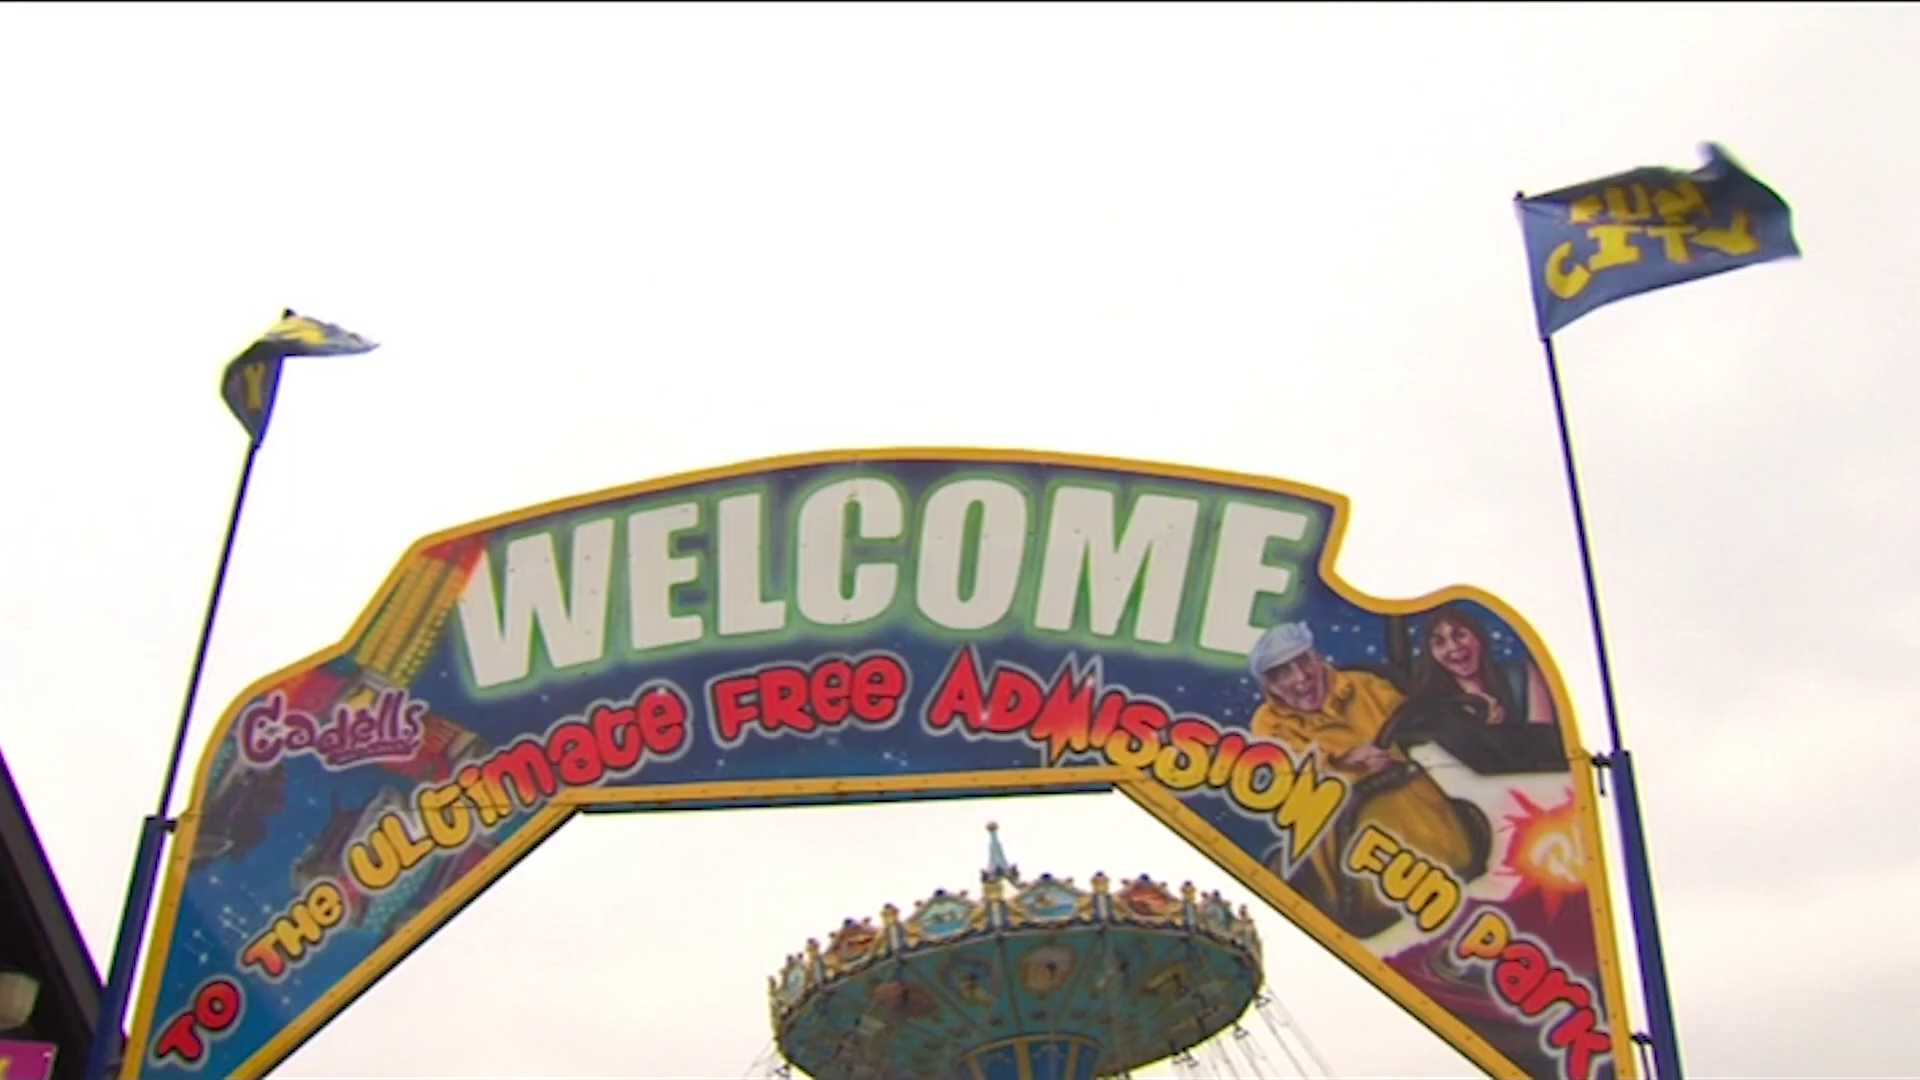 FUN
CITY
Y
WELCOME
Cadells
TO THE ULTIMATE FREE ADMISSION FUN PARK